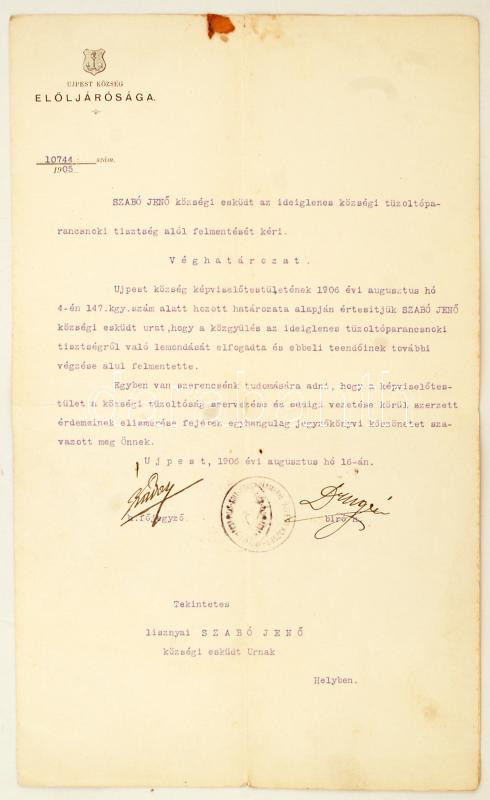 UJPEST KÖZSÉG
ELŐLJÁRÓSÁGA.
10744 szám.
1905
SZABÓ JENŐ községi esküdt az ideiglenes községi tüzoltópa-
rancsnoki tisztség alól felmentését kéri.
Véghatározat.
Ujpest község képviselőtestületének 1906 évi augusztus hó
4-én 147.kgy.szám alatt hozott határozata alapján értesitjük SZABÓ JENŐ
községi esküdt urat,hogy a közgyülés az ideiglenes tüzoltóparancsnoki
tisztségről való lemondását elfogadta és ebbeli teendőinek további
végzése alul felmentette.
Egyben van szerencsénk tudomására adni, hogy a képviselőtes-
tület a községi tüzoltóság szervezése és eddigi vezetése körül szerzett
érdemeinek elismerése fejében egyhangulag jegyzőkönyvi köszönetet sza-
vazott meg Önnek.
Ujpest, 1906 évi augusztus hó 16-án.
főjegyző
biró
Tekintetes
lisznyai SZABÓ JENŐ
községi esküdt Urnak
Helyben.